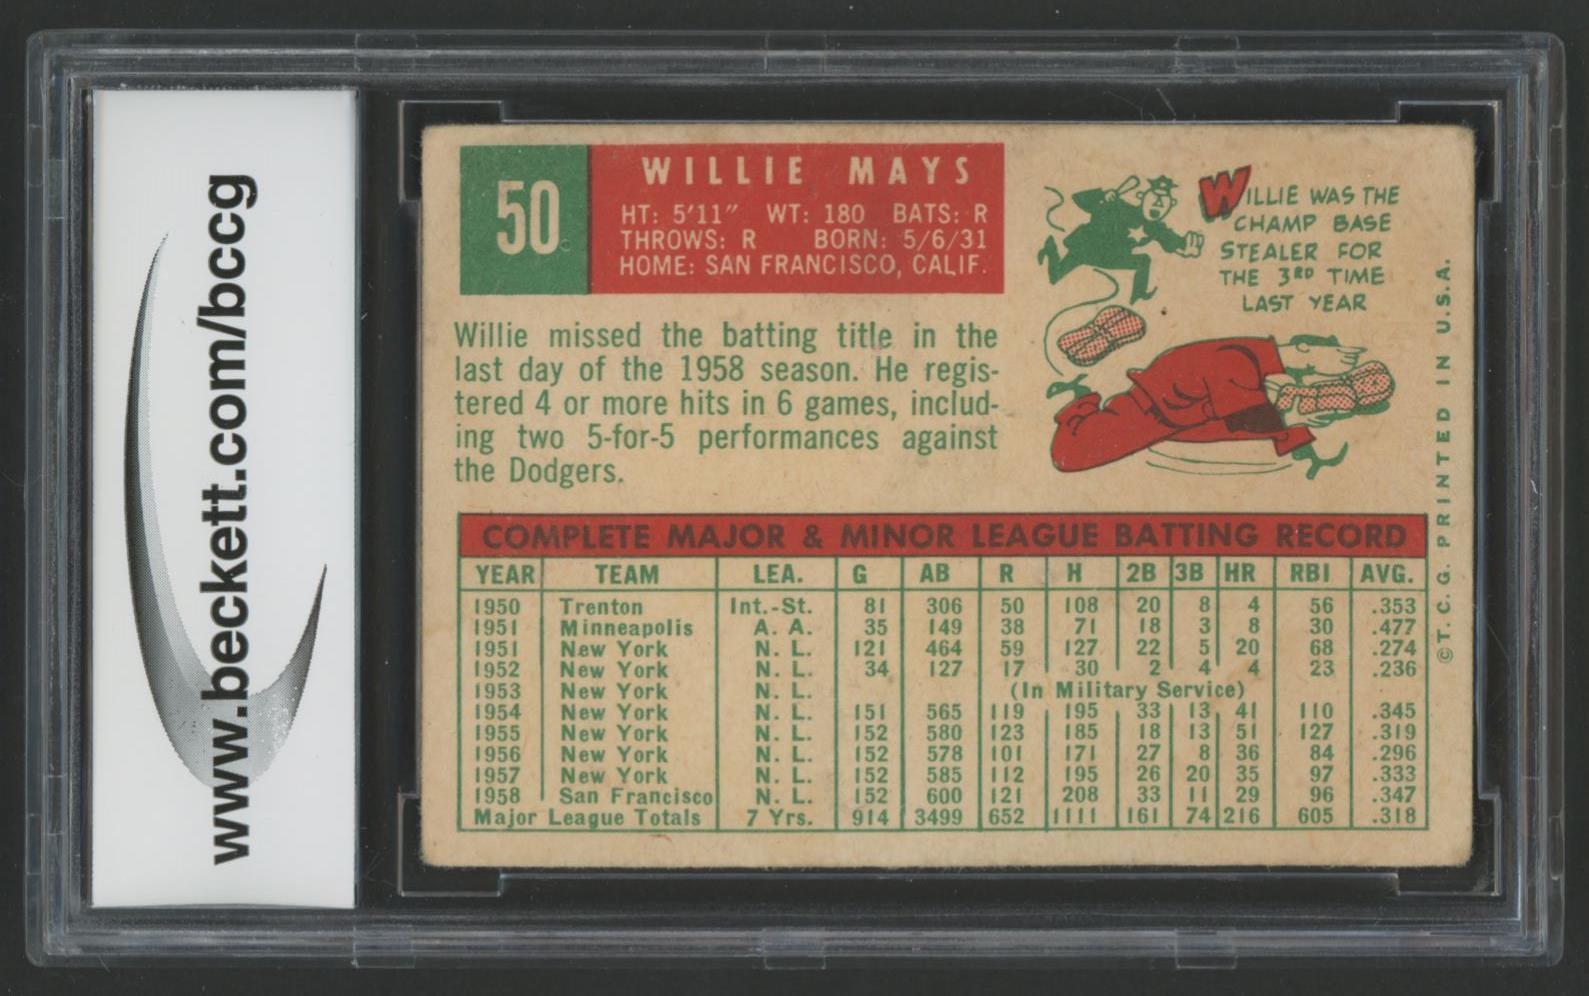 www.beckett.com/bccg
50
WILLIE MAYS
HT: 5'11" WT: 180 BATS: R
THROWS: R BORN: 5/6/31
HOME: SAN FRANCISCO, CALIF.
WILLIE WAS THE
CHAMP BASE
STEALER FOR
THE 3RD TIME
LAST YEAR
Willie missed the batting title in the
last day of the 1958 season. He regis-
tered 4 or more hits in 6 games, includ-
ing two 5-for-5 performances against
the Dodgers.
COMPLETE MAJOR & MINOR LEAGUE BATTING RECORD
YEAR TEAM LEA. G AB R H 2B 3B HR RBI AVG.
1950 Trenton Int.-St. 81 306 50 108 20 8 4 56 .353
1951 Minneapolis A. A. 35 149 38 71 18 3 8 30 .477
1951 New York N. L. 121 464 59 127 22 5 20 68 .274
1952 New York N. L. 34 127 17 30 2 4 4 23 .236
1953 New York N. L. (In Military Service)
1954 New York N. L. 151 565 119 195 33 13 41 110 .345
1955 New York N. L. 152 580 123 185 18 13 51 127 .319
1956 New York N. L. 152 578 101 171 27 8 36 84 .296
1957 New York N. L. 152 585 112 195 26 20 35 97 .333
1958 San Francisco N. L. 152 600 121 208 33 11 29 96 .347
Major League Totals 7 Yrs. 914 3499 652 1111 161 74 216 605 .318
©T. C. G. PRINTED IN U.S.A.